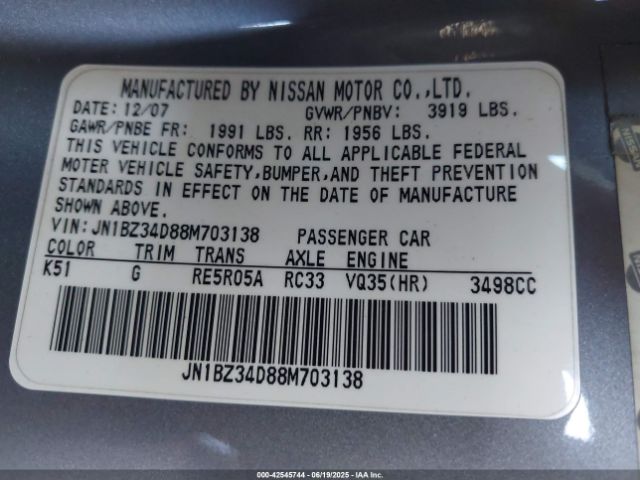 MANUFACTURED BY NISSAN MOTOR CO.,LTD.
DATE: 12/07 GVWR/PNBV: 3919 LBS.
GAWR/PNBE FR: 1991 LBS. RR: 1956 LBS.
THIS VEHICLE CONFORMS TO ALL APPLICABLE FEDERAL
MOTER VEHICLE SAFETY,BUMPER,AND THEFT PREVENTION
STANDARDS IN EFFECT ON THE DATE OF MANUFACTURE
SHOWN ABOVE.
VIN: JN1BZ34D88M703138 PASSENGER CAR
COLOR TRIM TRANS AXLE ENGINE
K51 G RE5R05A RC33 VQ35(HR) 3498CC
JN1BZ34D88M703138
000 - 42545744 - 06/19/2025 - IAA Inc.